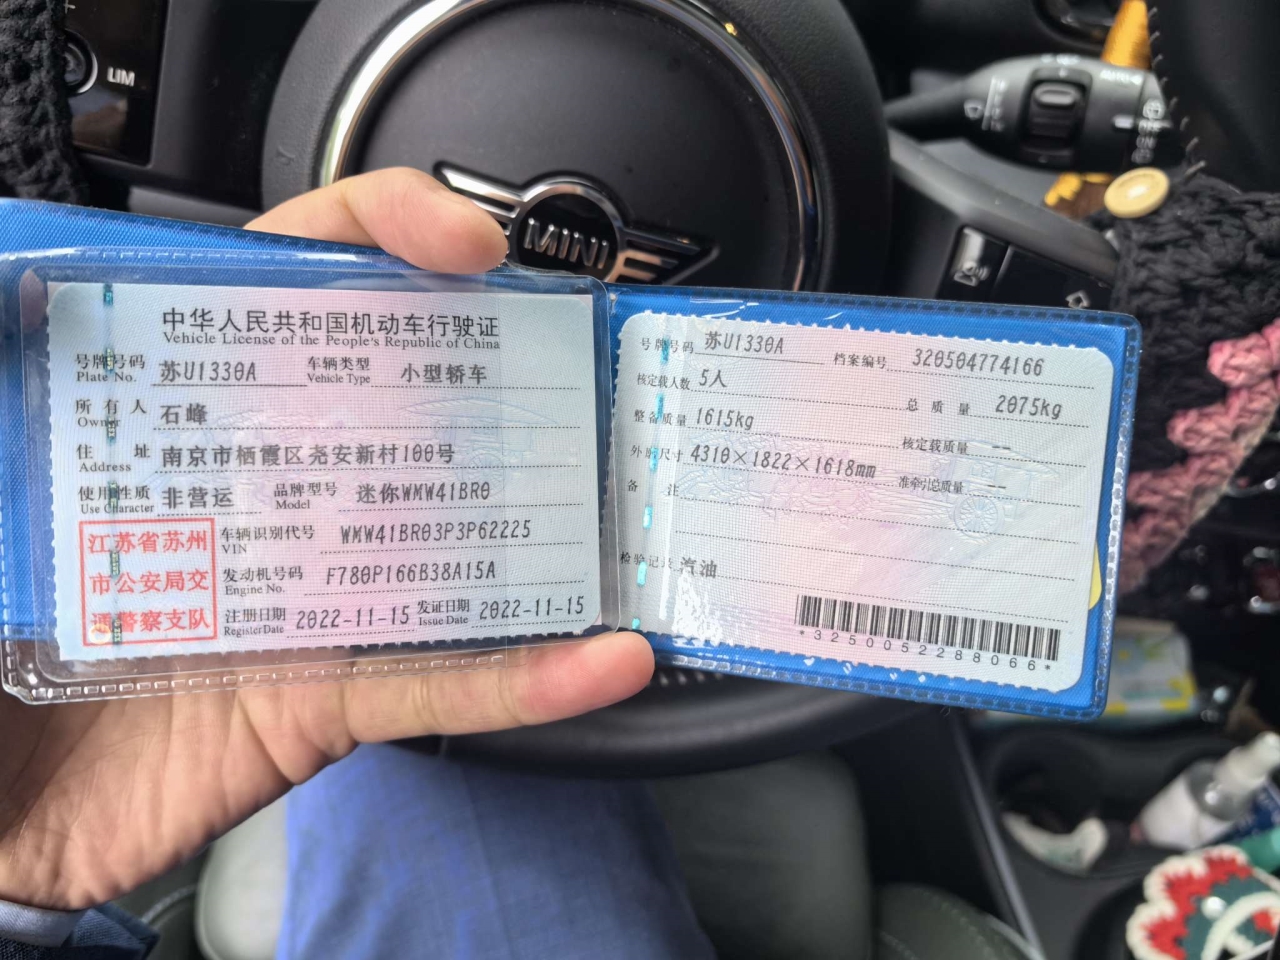 LIM
AUTO
MINI
中华人民共和国机动车行驶证
Vehicle License of the People's Republic of China
号牌号码 苏U1330A 车辆类型 小型轿车
Plate No. Vehicle Type
所有人 石峰
Owner
住址 南京市栖霞区尧安新村100号
Address
使用性质 非营运 品牌型号 迷你WMW41BR0
Use Character Model
江苏省苏州
市公安局交
通警察支队
车辆识别代号 WMW41BR03P3P62225
VIN
发动机号码 F780P166B38A15A
Engine No.
注册日期 2022-11-15 发证日期 2022-11-15
Register Date Issue Date
号牌号码 苏U1330A 档案编号 320504774166
核定载人数 5人 总质量 2075kg
整备质量 1615kg 核定载质量 --
外廓尺寸 4310×1822×1618mm 准牵引总质量 --
备注
检验记录 汽油
*3250052288066*